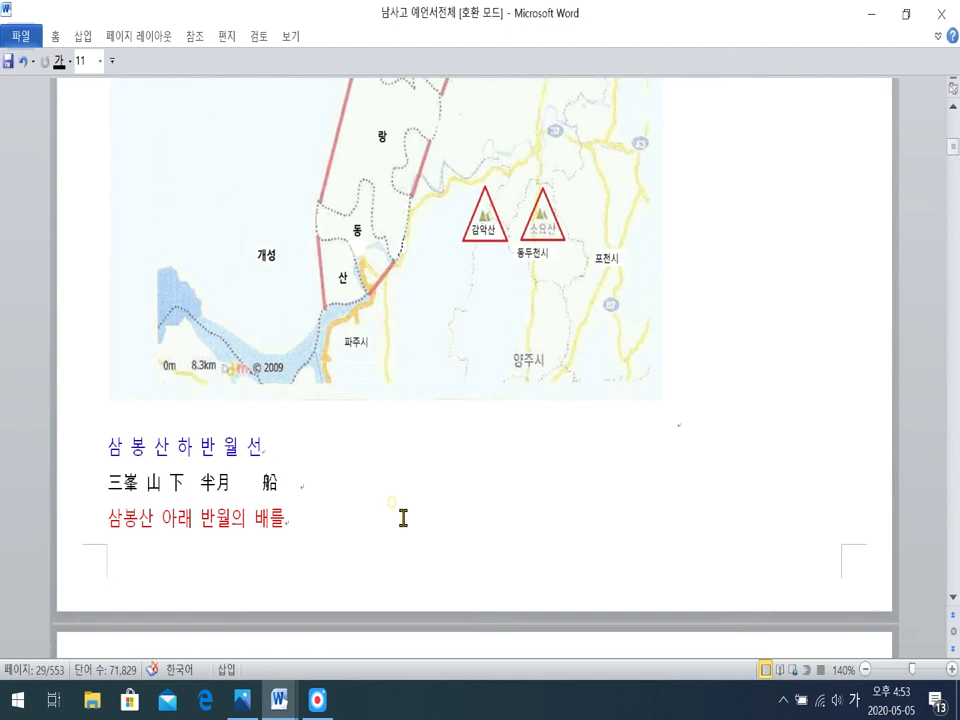 남사고 예언서전체 [호환 모드] - Microsoft Word
파일 홈 삽입 페이지 레이아웃 참조 편지 검토 보기
가 11
랑
동
산
개성
감악산
소요산
동두천시
포천시
파주시
양주시
0m 8.3km © 2009
삼 봉 산 하 반 월 선
三峯 山 下 半月 船
삼봉산 아래 반월의 배를
페이지: 29/553 단어 수: 71,829 한국어 삽입 140%
가 오후 4:53
2020-05-05
13